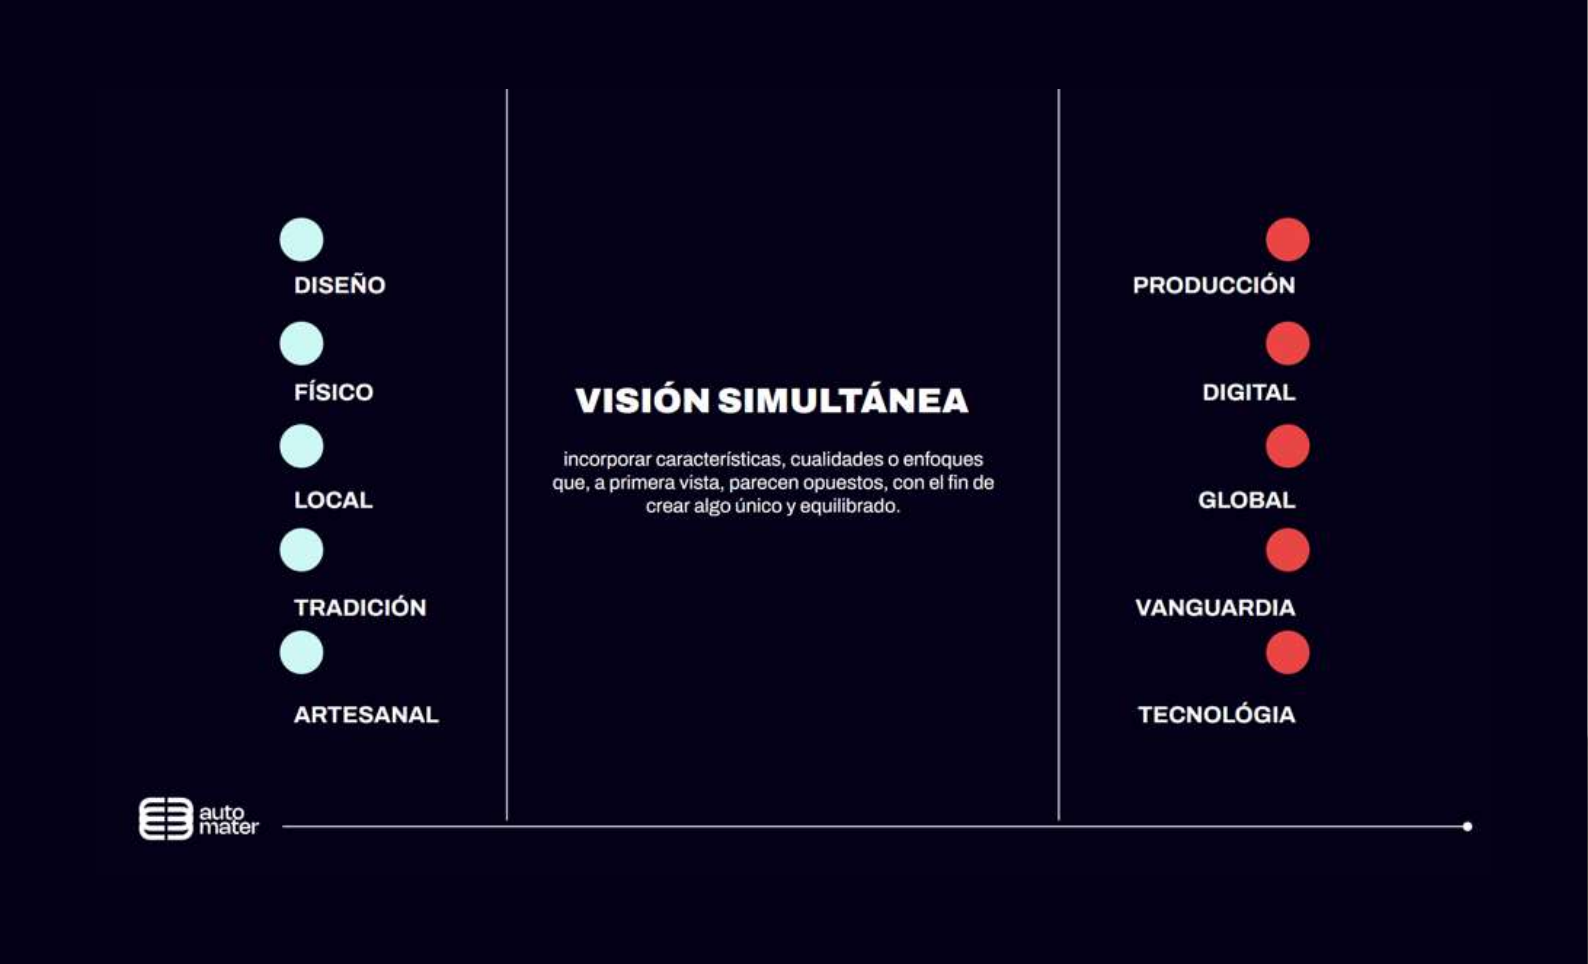 DISEÑO
FÍSICO
LOCAL
TRADICIÓN
ARTESANAL
VISIÓN SIMULTÁNEA
incorporar características, cualidades o enfoques
que, a primera vista, parecen opuestos, con el fin de
crear algo único y equilibrado.
PRODUCCIÓN
DIGITAL
GLOBAL
VANGUARDIA
TECNOLÓGIA
auto
mater